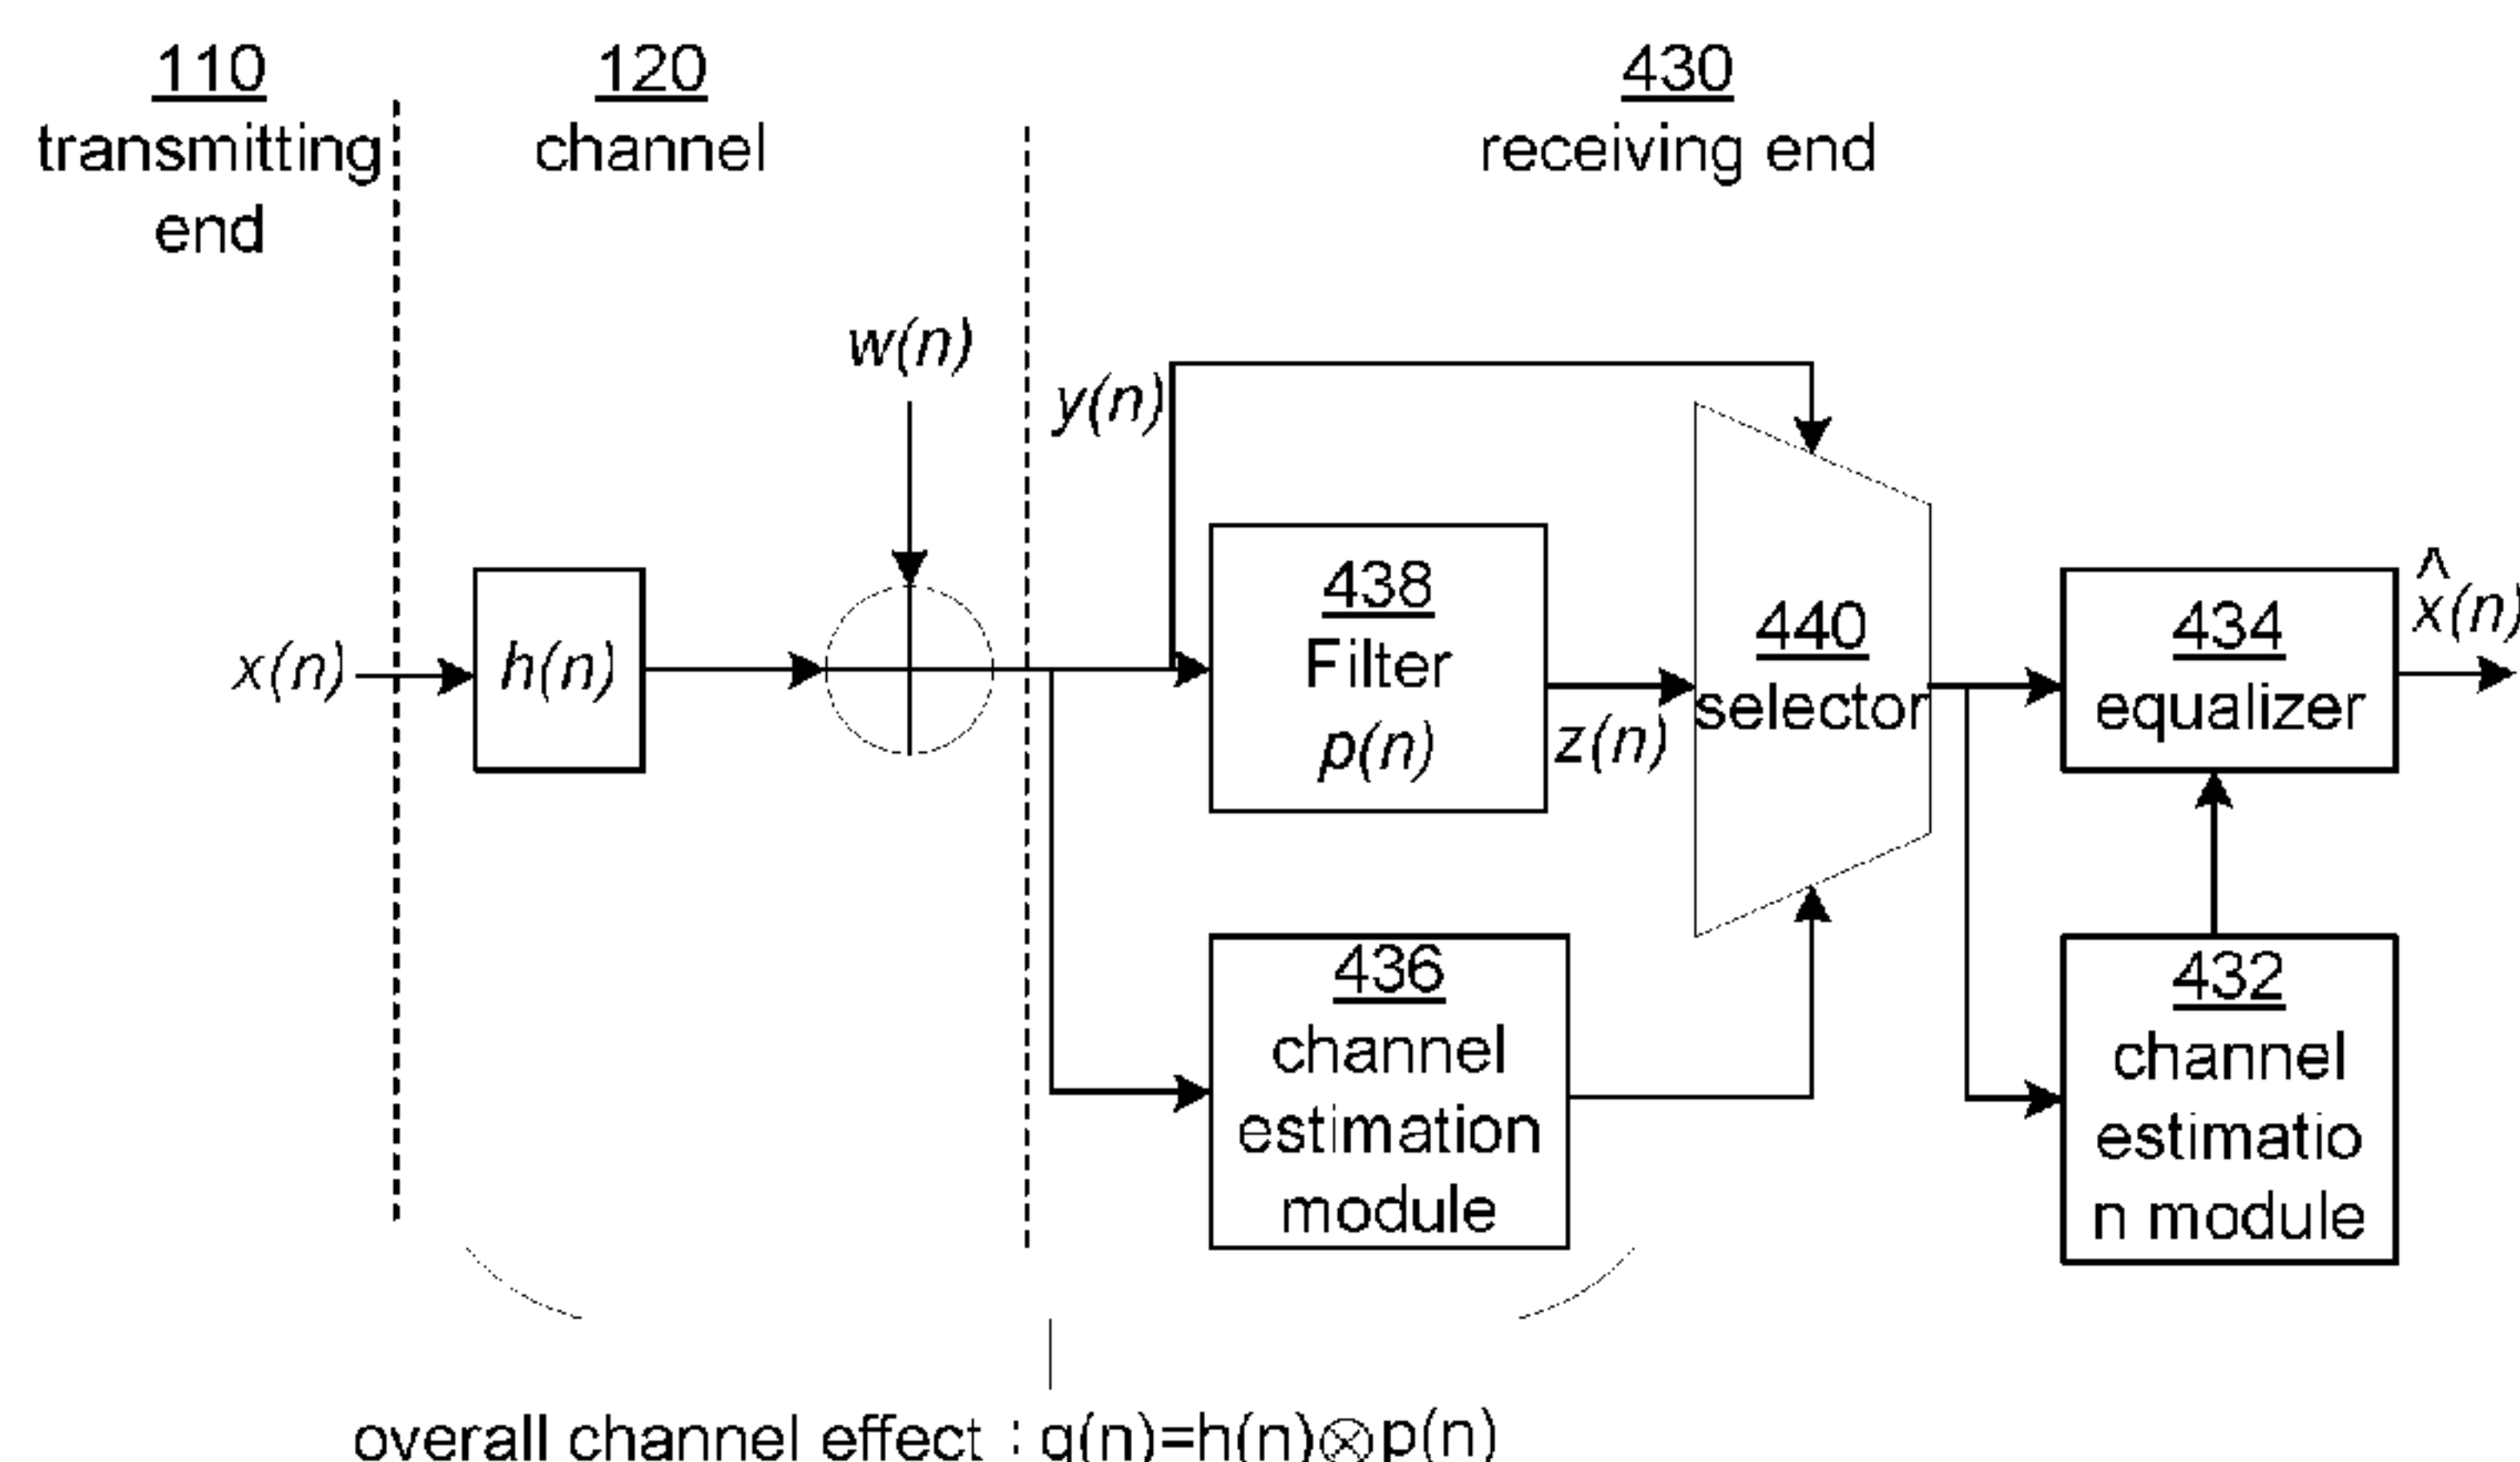 110
transmitting
end
120
channel
430
receiving end
w(n)
y(n)
x(n)
h(n)
438
Filter
p(n)
z(n)
440
selector
434
equalizer
x̂(n)
436
channel
estimation
module
432
channel
estimatio
n module
overall channel effect : q(n)=h(n)⊗p(n)